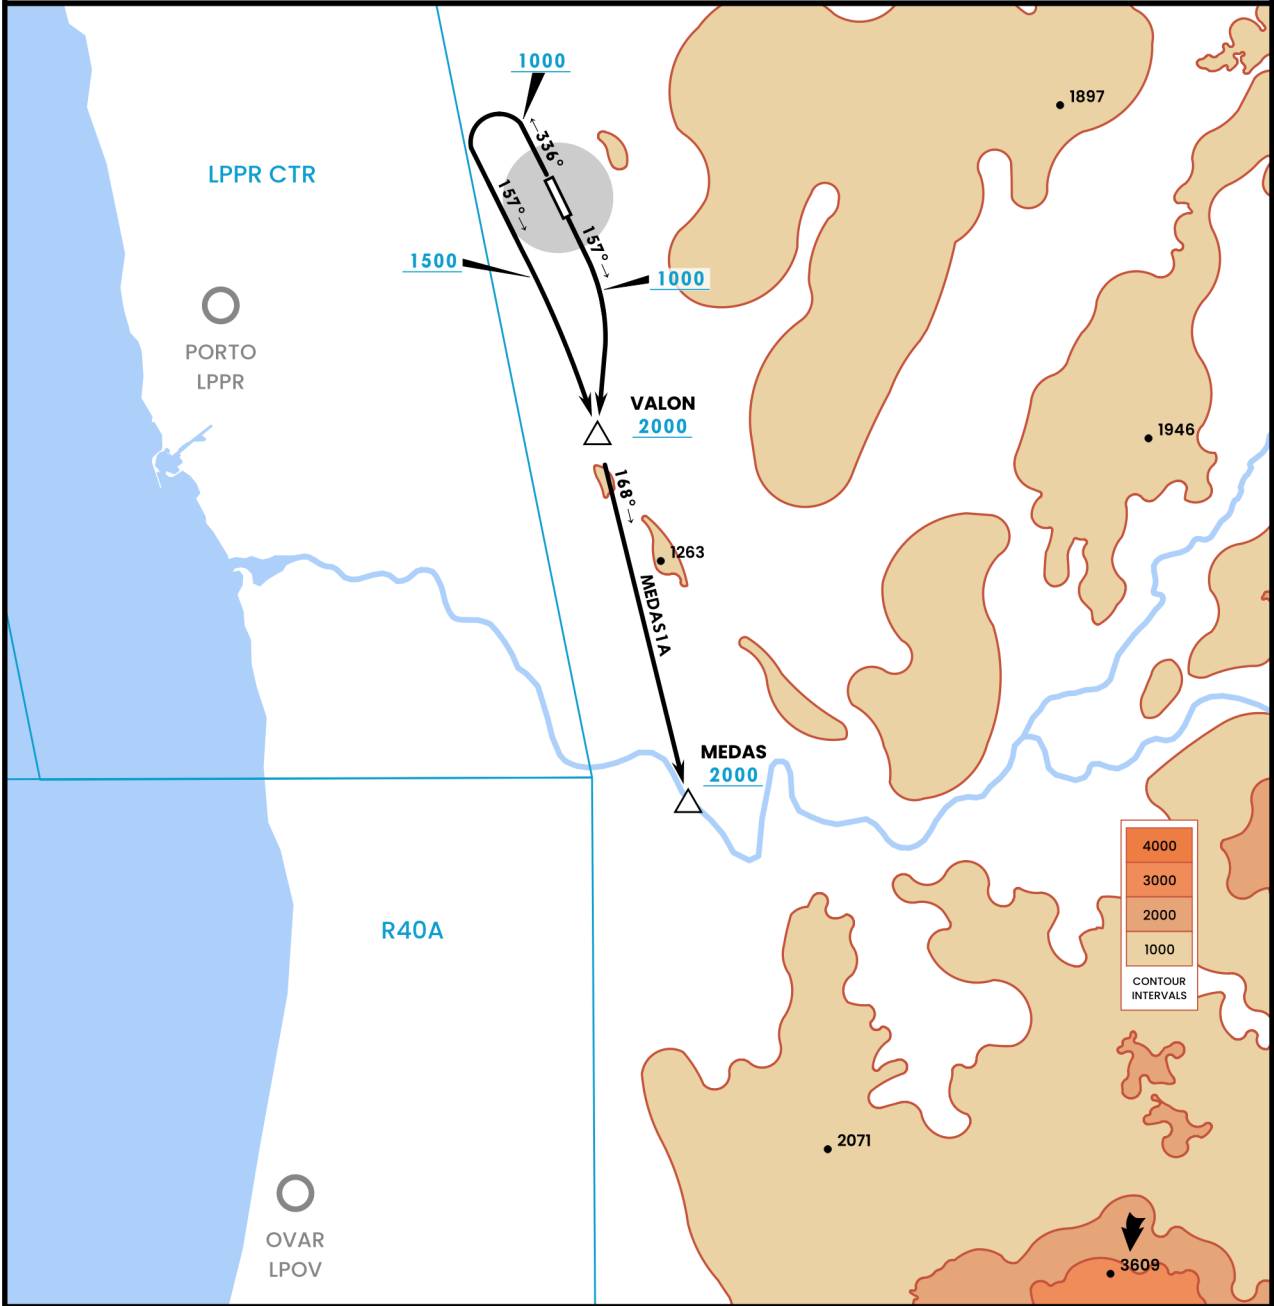 1000
1897
←336°
LPPR CTR
157°→
157°→
1500
1000
PORTO
LPPR
VALON
2000
1946
168°→
1263
MEDAS1A
MEDAS
2000
4000
3000
2000
1000
CONTOUR
INTERVALS
R40A
2071
OVAR
LPOV
3609